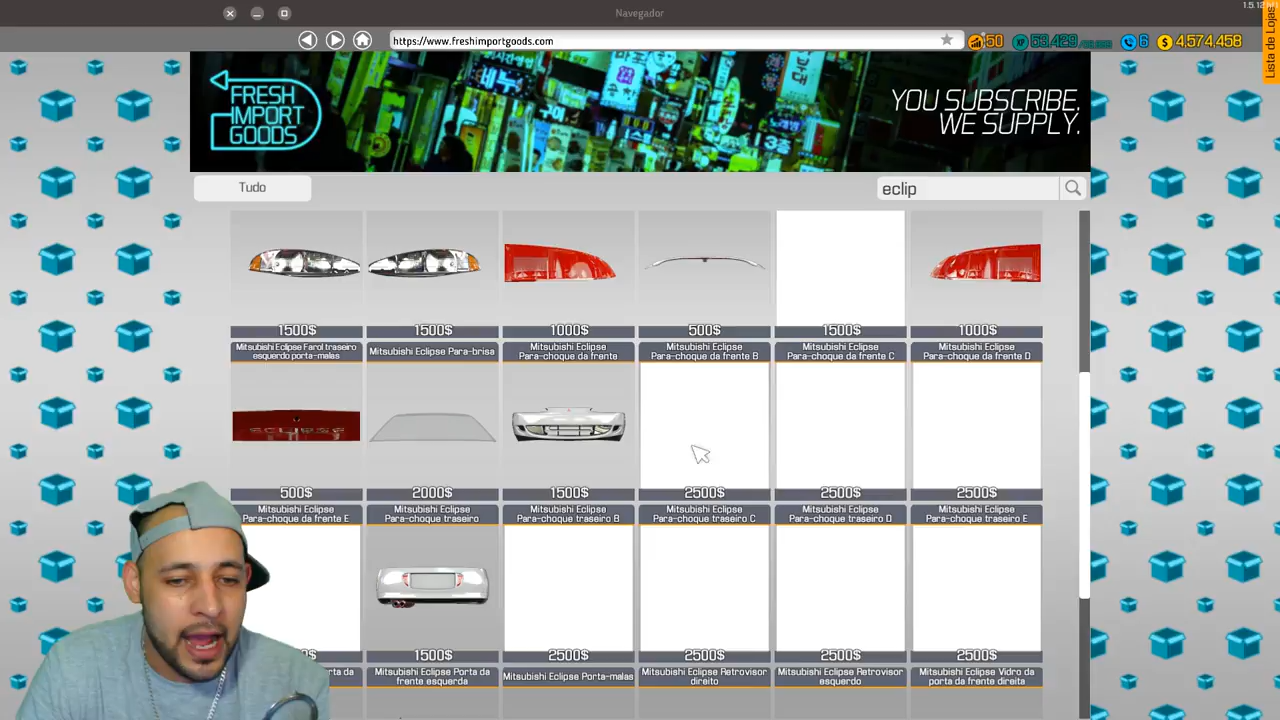 Navegador
1.5.12
https://www.freshimportgoods.com
50
6
4,574,458
Lista de Lojas
FRESH
IMPORT
GOODS
YOU SUBSCRIBE.
WE SUPPLY.
Tudo
eclip
1500$
1500$
1000$
500$
1500$
1000$
Mitsubishi Eclipse Farol traseiro
esquerdo porta-malas
Mitsubishi Eclipse Para-brisa
Mitsubishi Eclipse
Para-choque da frente
Mitsubishi Eclipse
Para-choque da frente B
Mitsubishi Eclipse
Para-choque da frente C
Mitsubishi Eclipse
Para-choque da frente D
ECLIPSE
500$
2000$
1500$
2500$
2500$
2500$
Mitsubishi Eclipse
Para-choque da frente E
Mitsubishi Eclipse
Para-choque traseiro
Mitsubishi Eclipse
Para-choque traseiro B
Mitsubishi Eclipse
Para-choque traseiro C
Mitsubishi Eclipse
Para-choque traseiro D
Mitsubishi Eclipse
Para-choque traseiro E
1500$
2500$
2500$
2500$
2500$
Mitsubishi Eclipse Porta da
frente esquerda
Mitsubishi Eclipse Porta-malas
Mitsubishi Eclipse Retrovisor
direito
Mitsubishi Eclipse Retrovisor
esquerdo
Mitsubishi Eclipse Vidro da
porta da frente direita